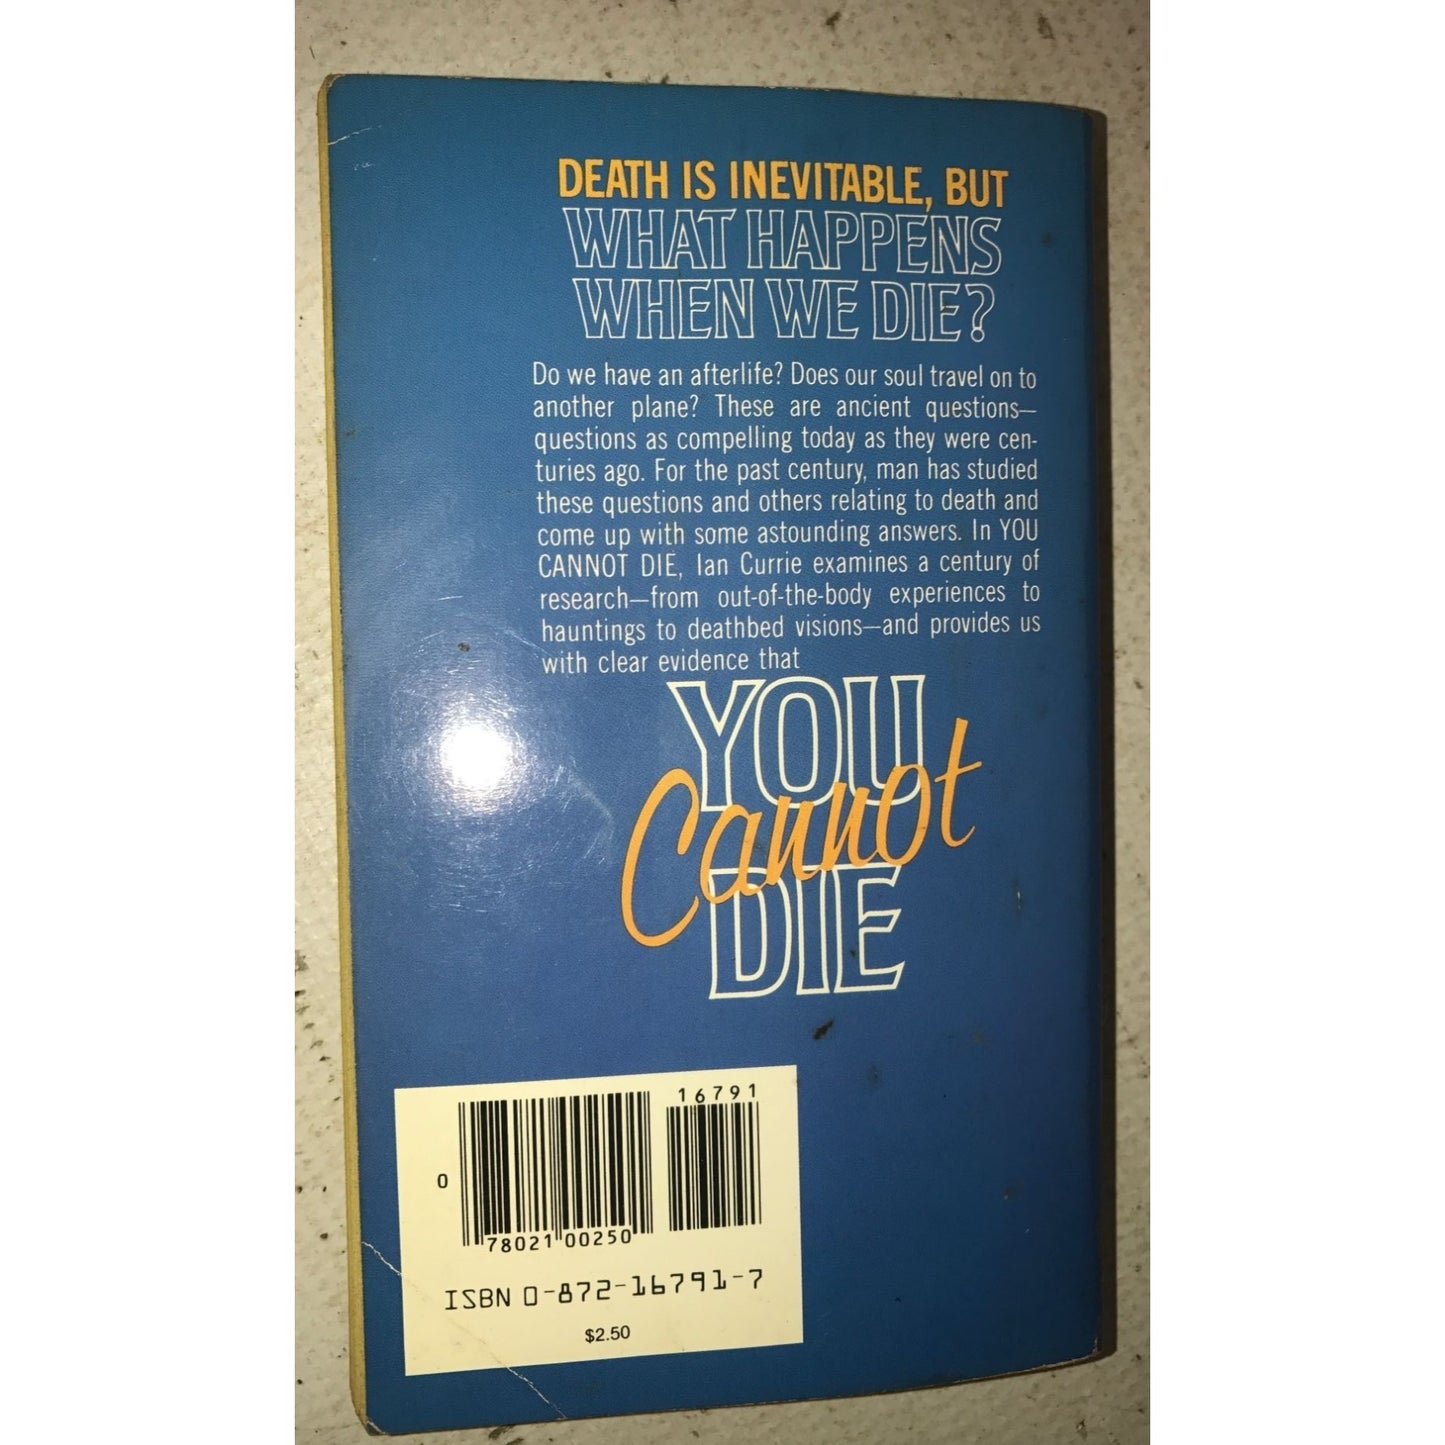 DEATH IS INEVITABLE, BUT
WHAT HAPPENS
WHEN WE DIE?
Do we have an afterlife? Does our soul travel on to
another plane? These are ancient questions—
questions as compelling today as they were cen-
turies ago. For the past century, man has studied
these questions and others relating to death and
come up with some astounding answers. In YOU
CANNOT DIE, Ian Currie examines a century of
research—from out-of-the-body experiences to
hauntings to deathbed visions—and provides us
with clear evidence that
YOU
Cannot
DIE
16791
0
78021 00250
ISBN 0-872-16791-7
$2.50